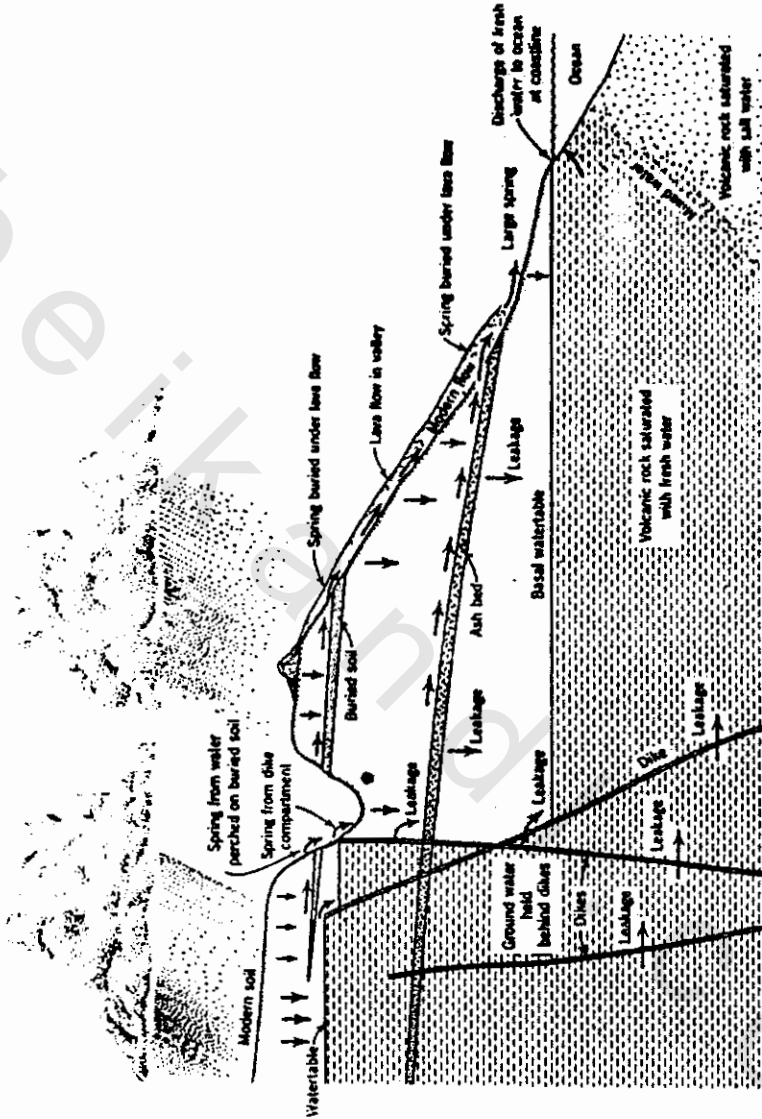 Modern soil
Watertable
Spring from water
perched on buried soil
Spring from dike
compartment
Leakage
Buried soil
Spring buried under lava flow
Lava flow in valley
Modern flow
Spring buried under lava flow
Large spring
Discharge of fresh
water to ocean
at coastline
Ocean
Ash bed
Leakage
Leakage
Basal watertable
Leakage
Ground water
held
behind dikes
Dikes
Leakage
Leakage
Dike
Leakage
Volcanic rock saturated
with fresh water
Mixed water
Volcanic rock saturated
with salt water